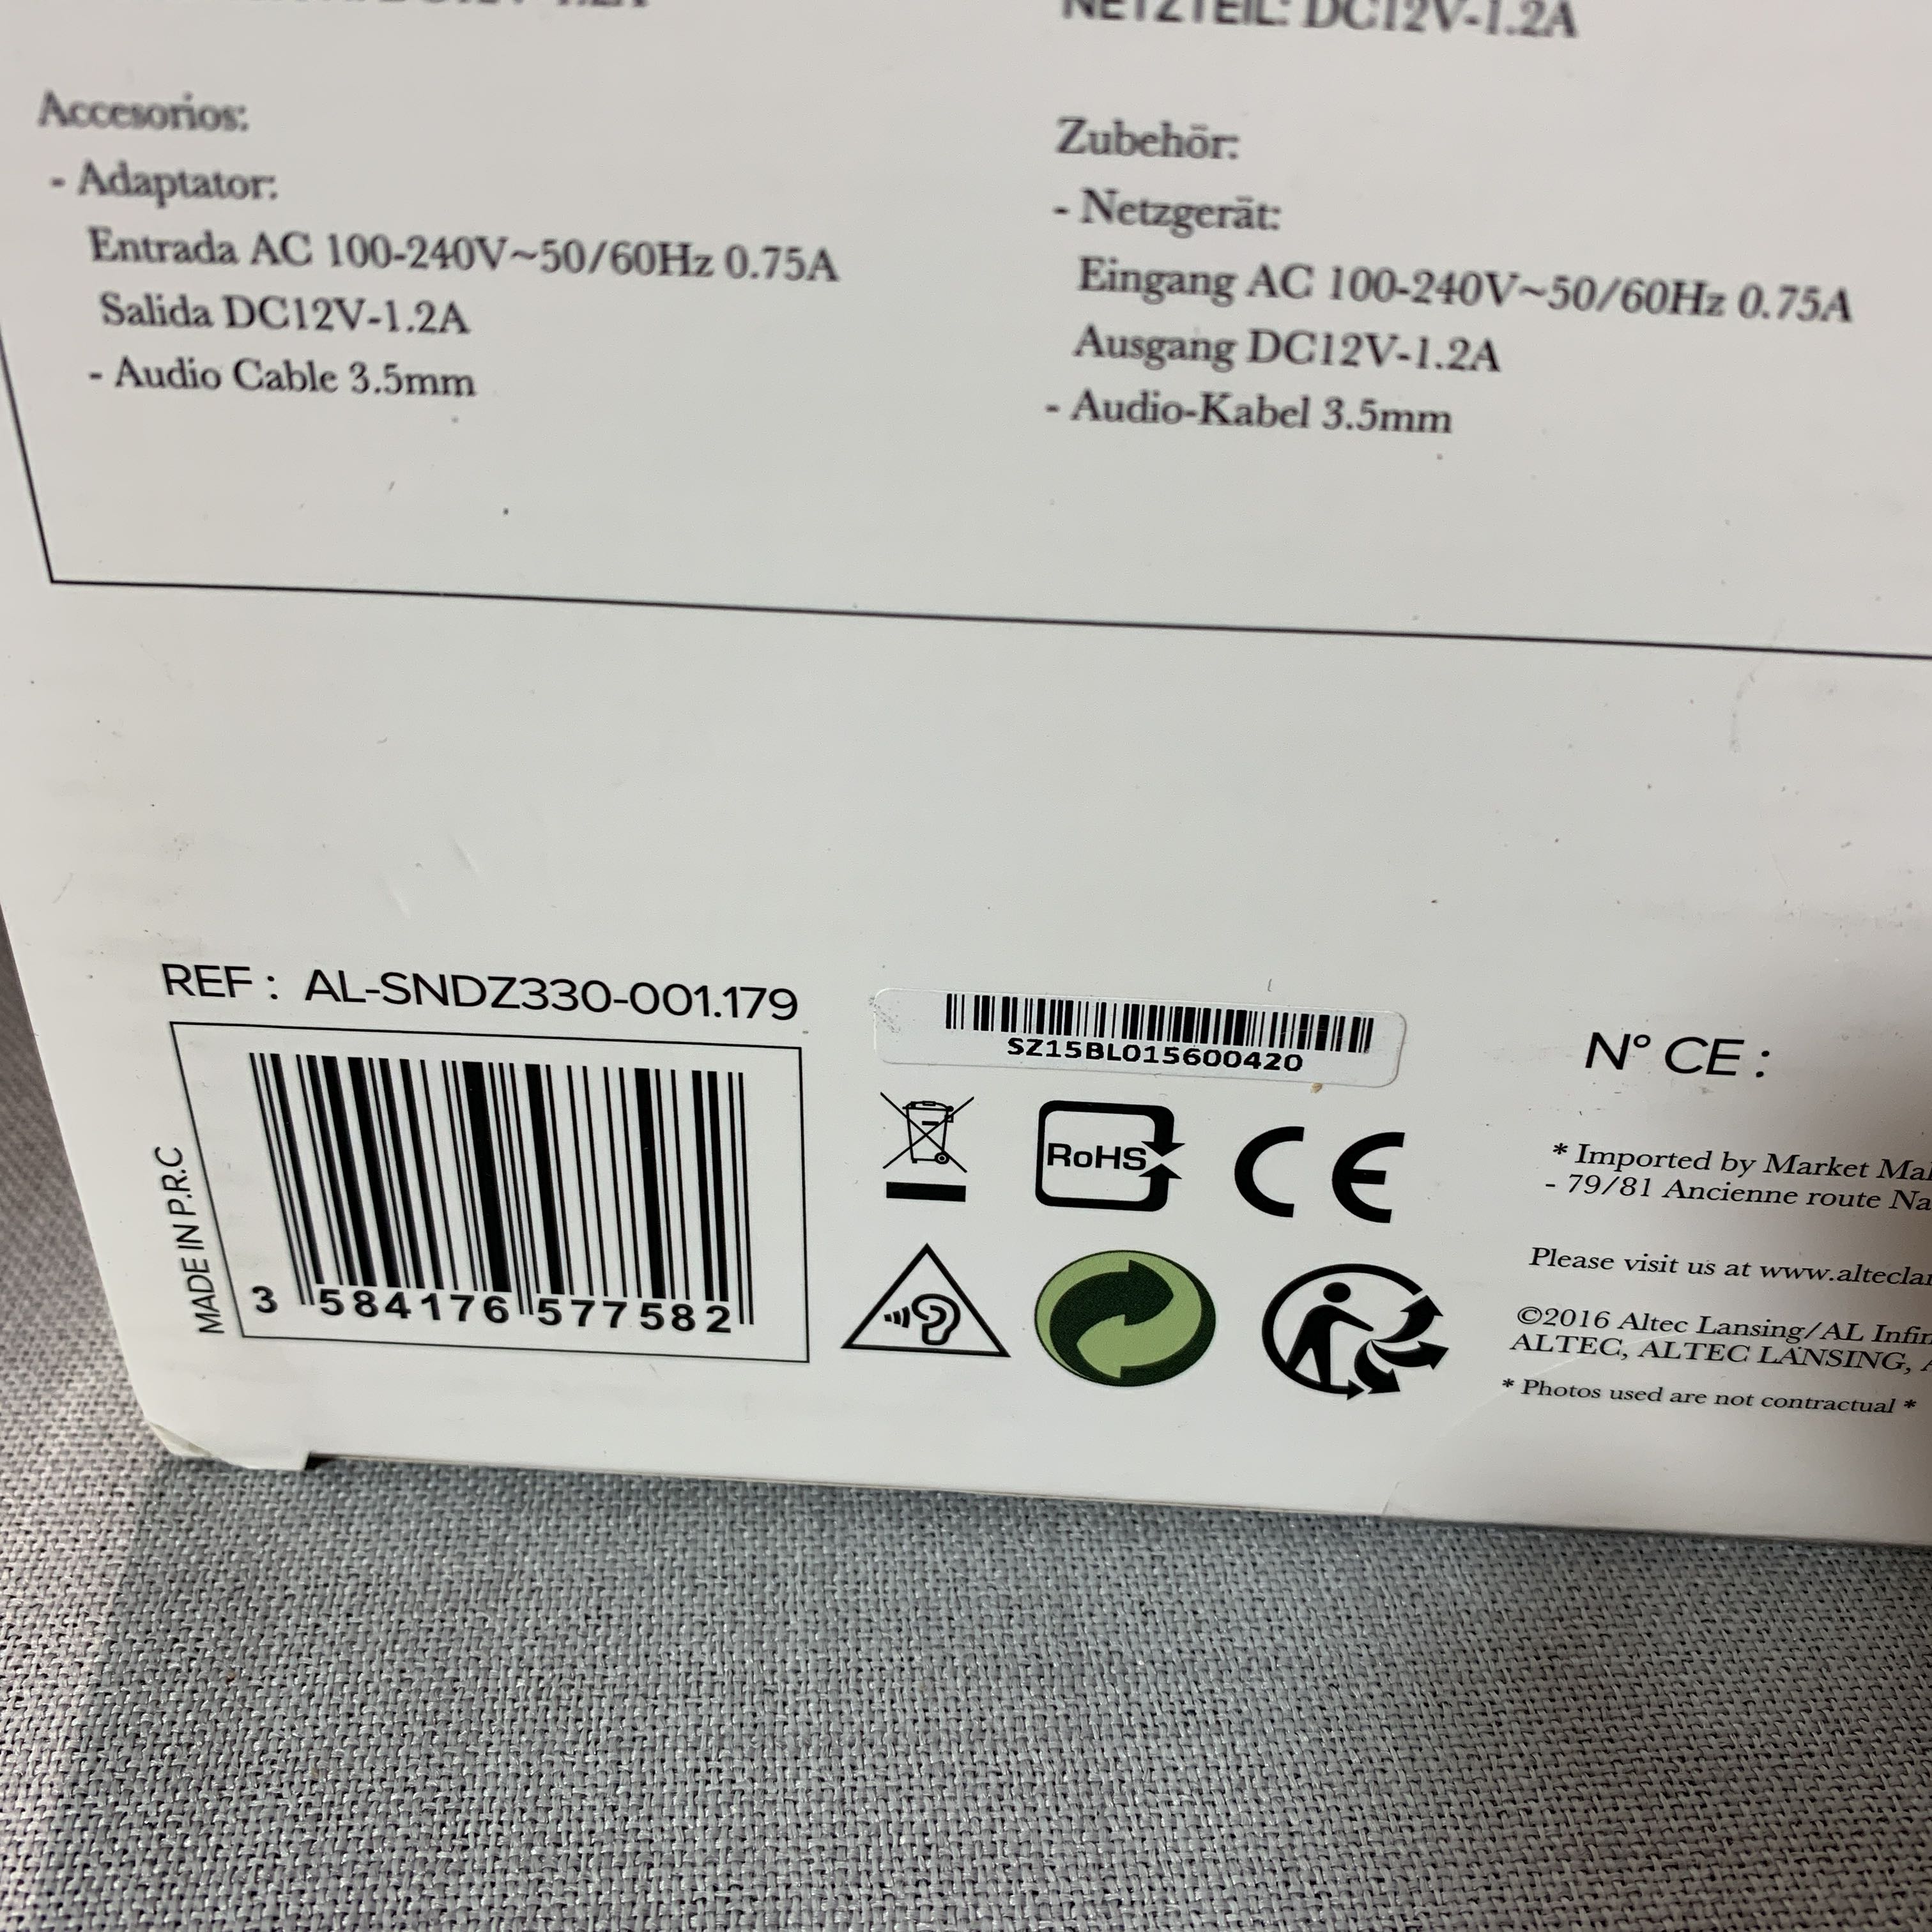 NETZTEIL: DC12V-1.2A
Accesorios:
- Adaptator:
Entrada AC 100-240V~50/60Hz 0.75A
Salida DC12V-1.2A
- Audio Cable 3.5mm
Zubehör:
- Netzgerät:
Eingang AC 100-240V~50/60Hz 0.75A
Ausgang DC12V-1.2A
- Audio-Kabel 3.5mm
REF : AL-SNDZ330-001.179
MADE IN P.R.C
3 584176 577582
SZ15BL015600420
RoHS
CE
N° CE :
* Imported by Market
- 79/81 Ancienne route
Please visit us at
©2016 Altec Lansing/AL
ALTEC, ALTEC LANSING,
* Photos used are not contractual *